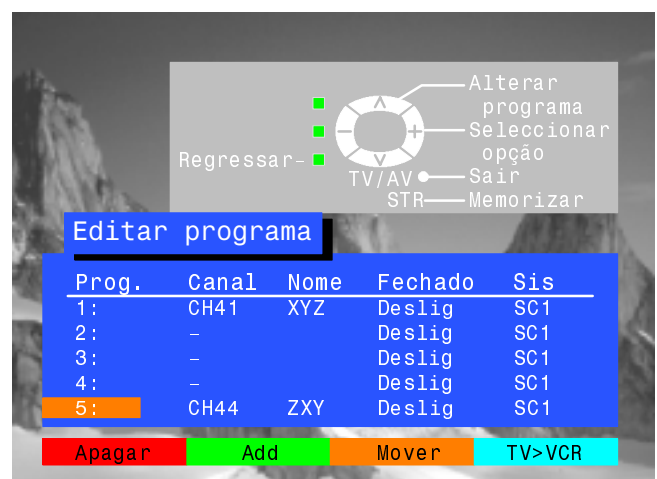 Alterar
programa
Seleccionar
opção
Regressar
TV/AV Sair
STR Memorizar
Editar programa
Prog. Canal Nome Fechado Sis
1: CH41 XYZ Deslig SC1
2: – Deslig SC1
3: – Deslig SC1
4: – Deslig SC1
5: CH44 ZXY Deslig SC1
Apagar Add Mover TV>VCR